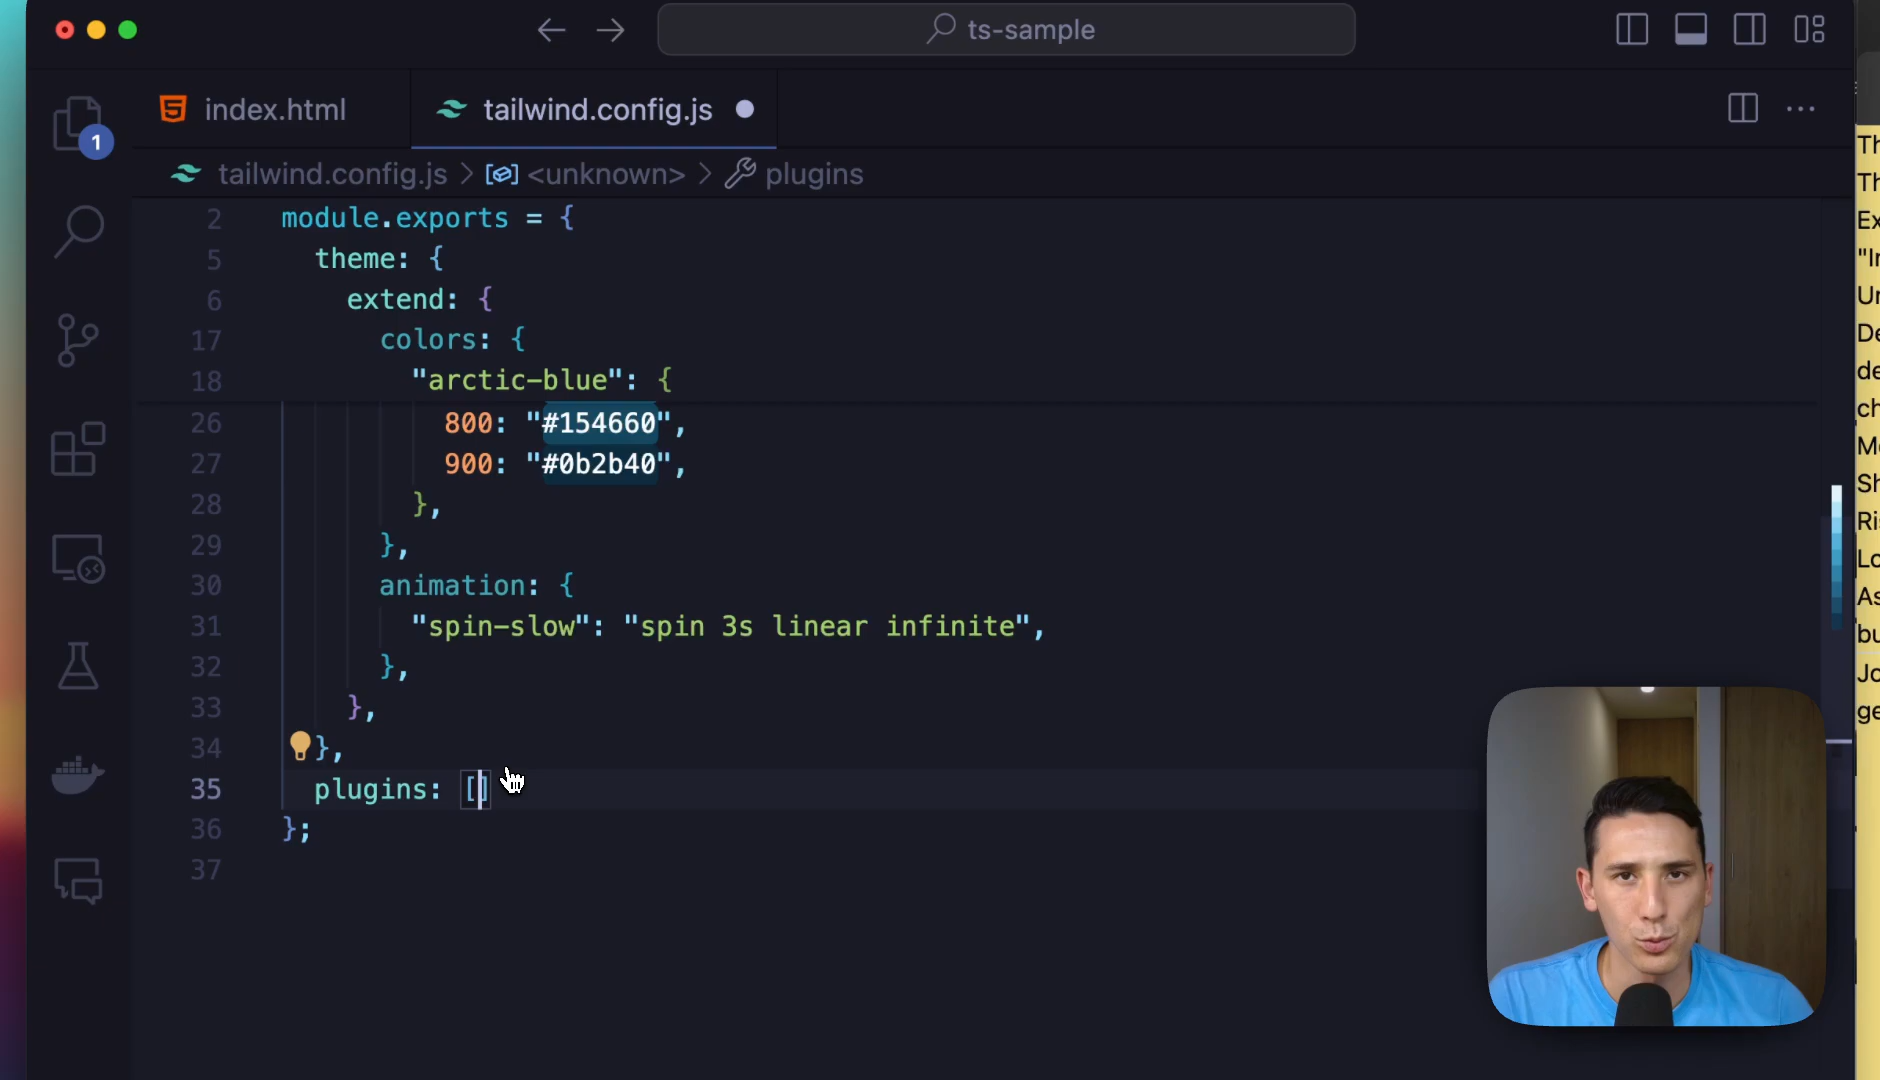 ts-sample
index.html
tailwind.config.js
1
tailwind.config.js > <unknown> > plugins
2 module.exports = {
5 theme: {
6 extend: {
17 colors: {
18 "arctic-blue": {
26 800: "#154660",
27 900: "#0b2b40",
28 },
29 },
30 animation: {
31 "spin-slow": "spin 3s linear infinite",
32 },
33 },
34 },
35 plugins: []
36 };
37